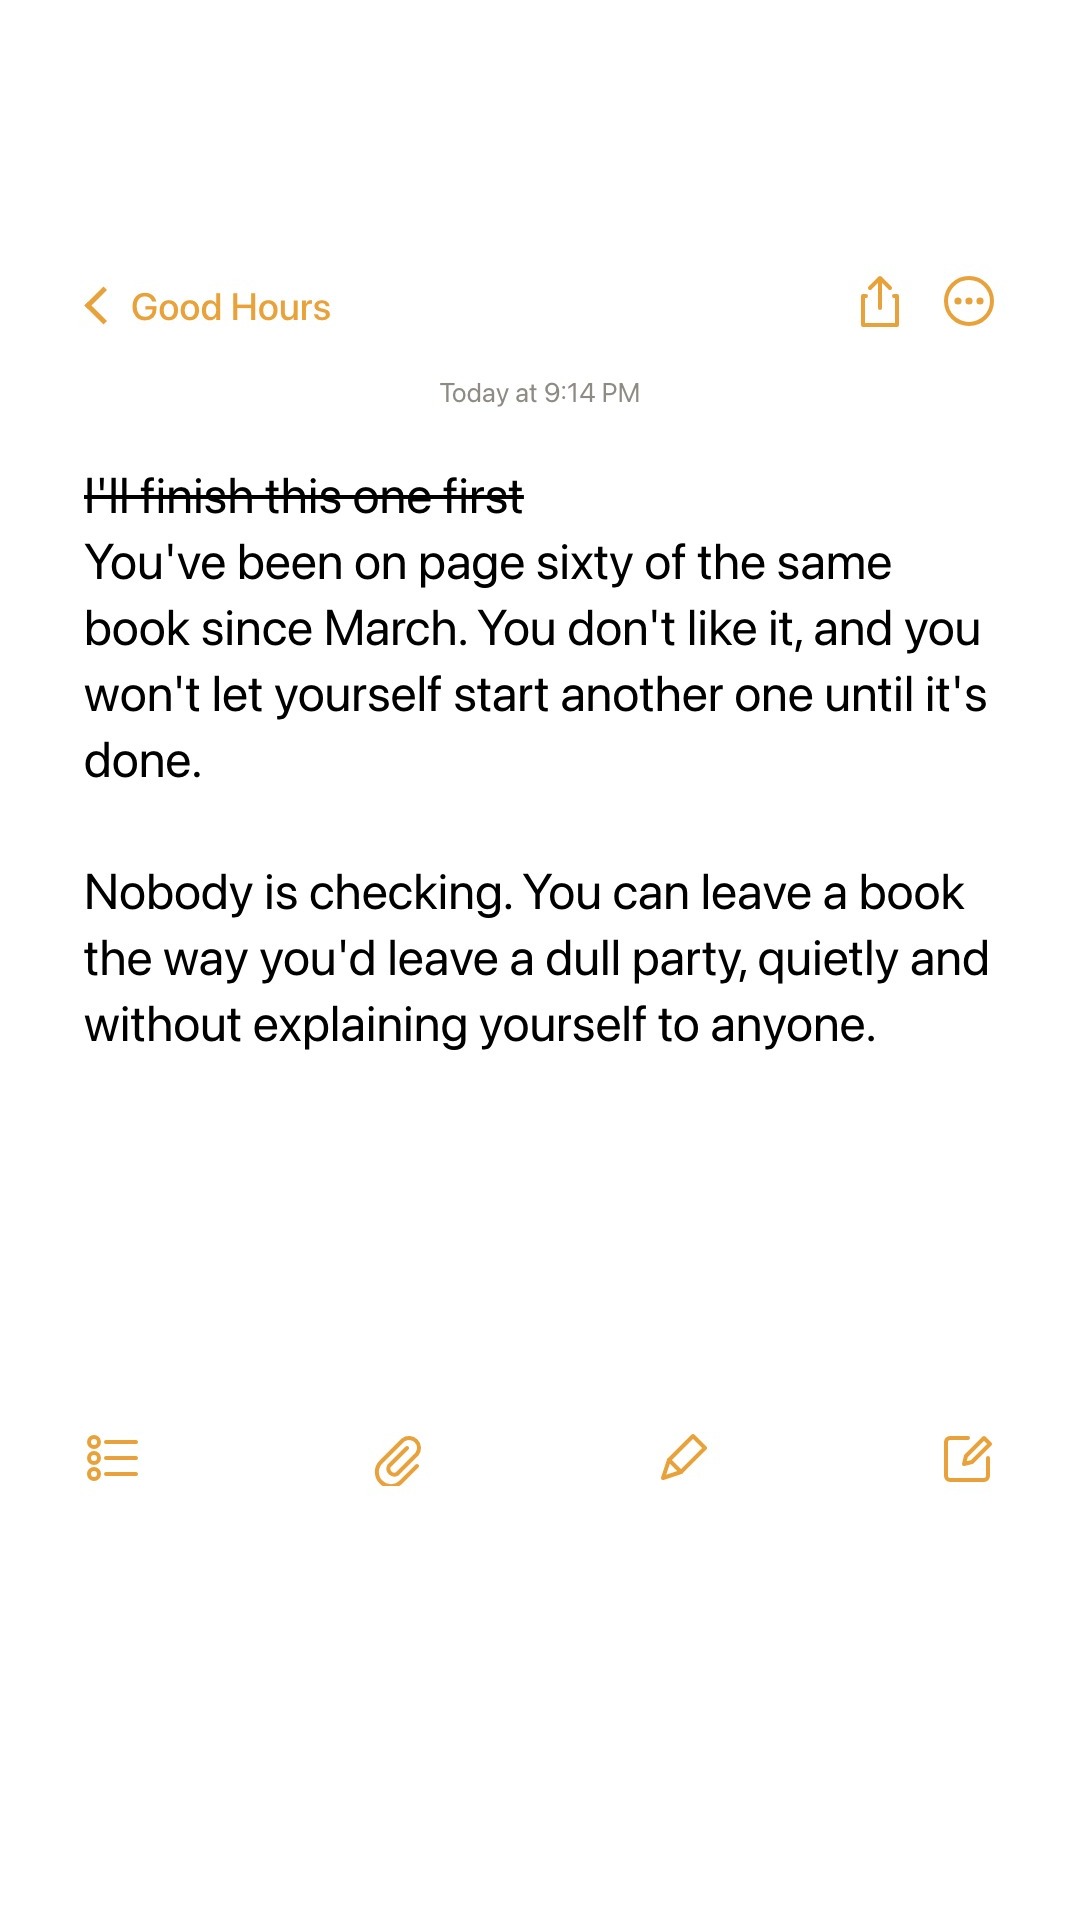 Good Hours
Today at 9:14 PM
I'll finish this one first
You've been on page sixty of the same
book since March. You don't like it, and you
won't let yourself start another one until it's
done.
Nobody is checking. You can leave a book
the way you'd leave a dull party, quietly and
without explaining yourself to anyone.